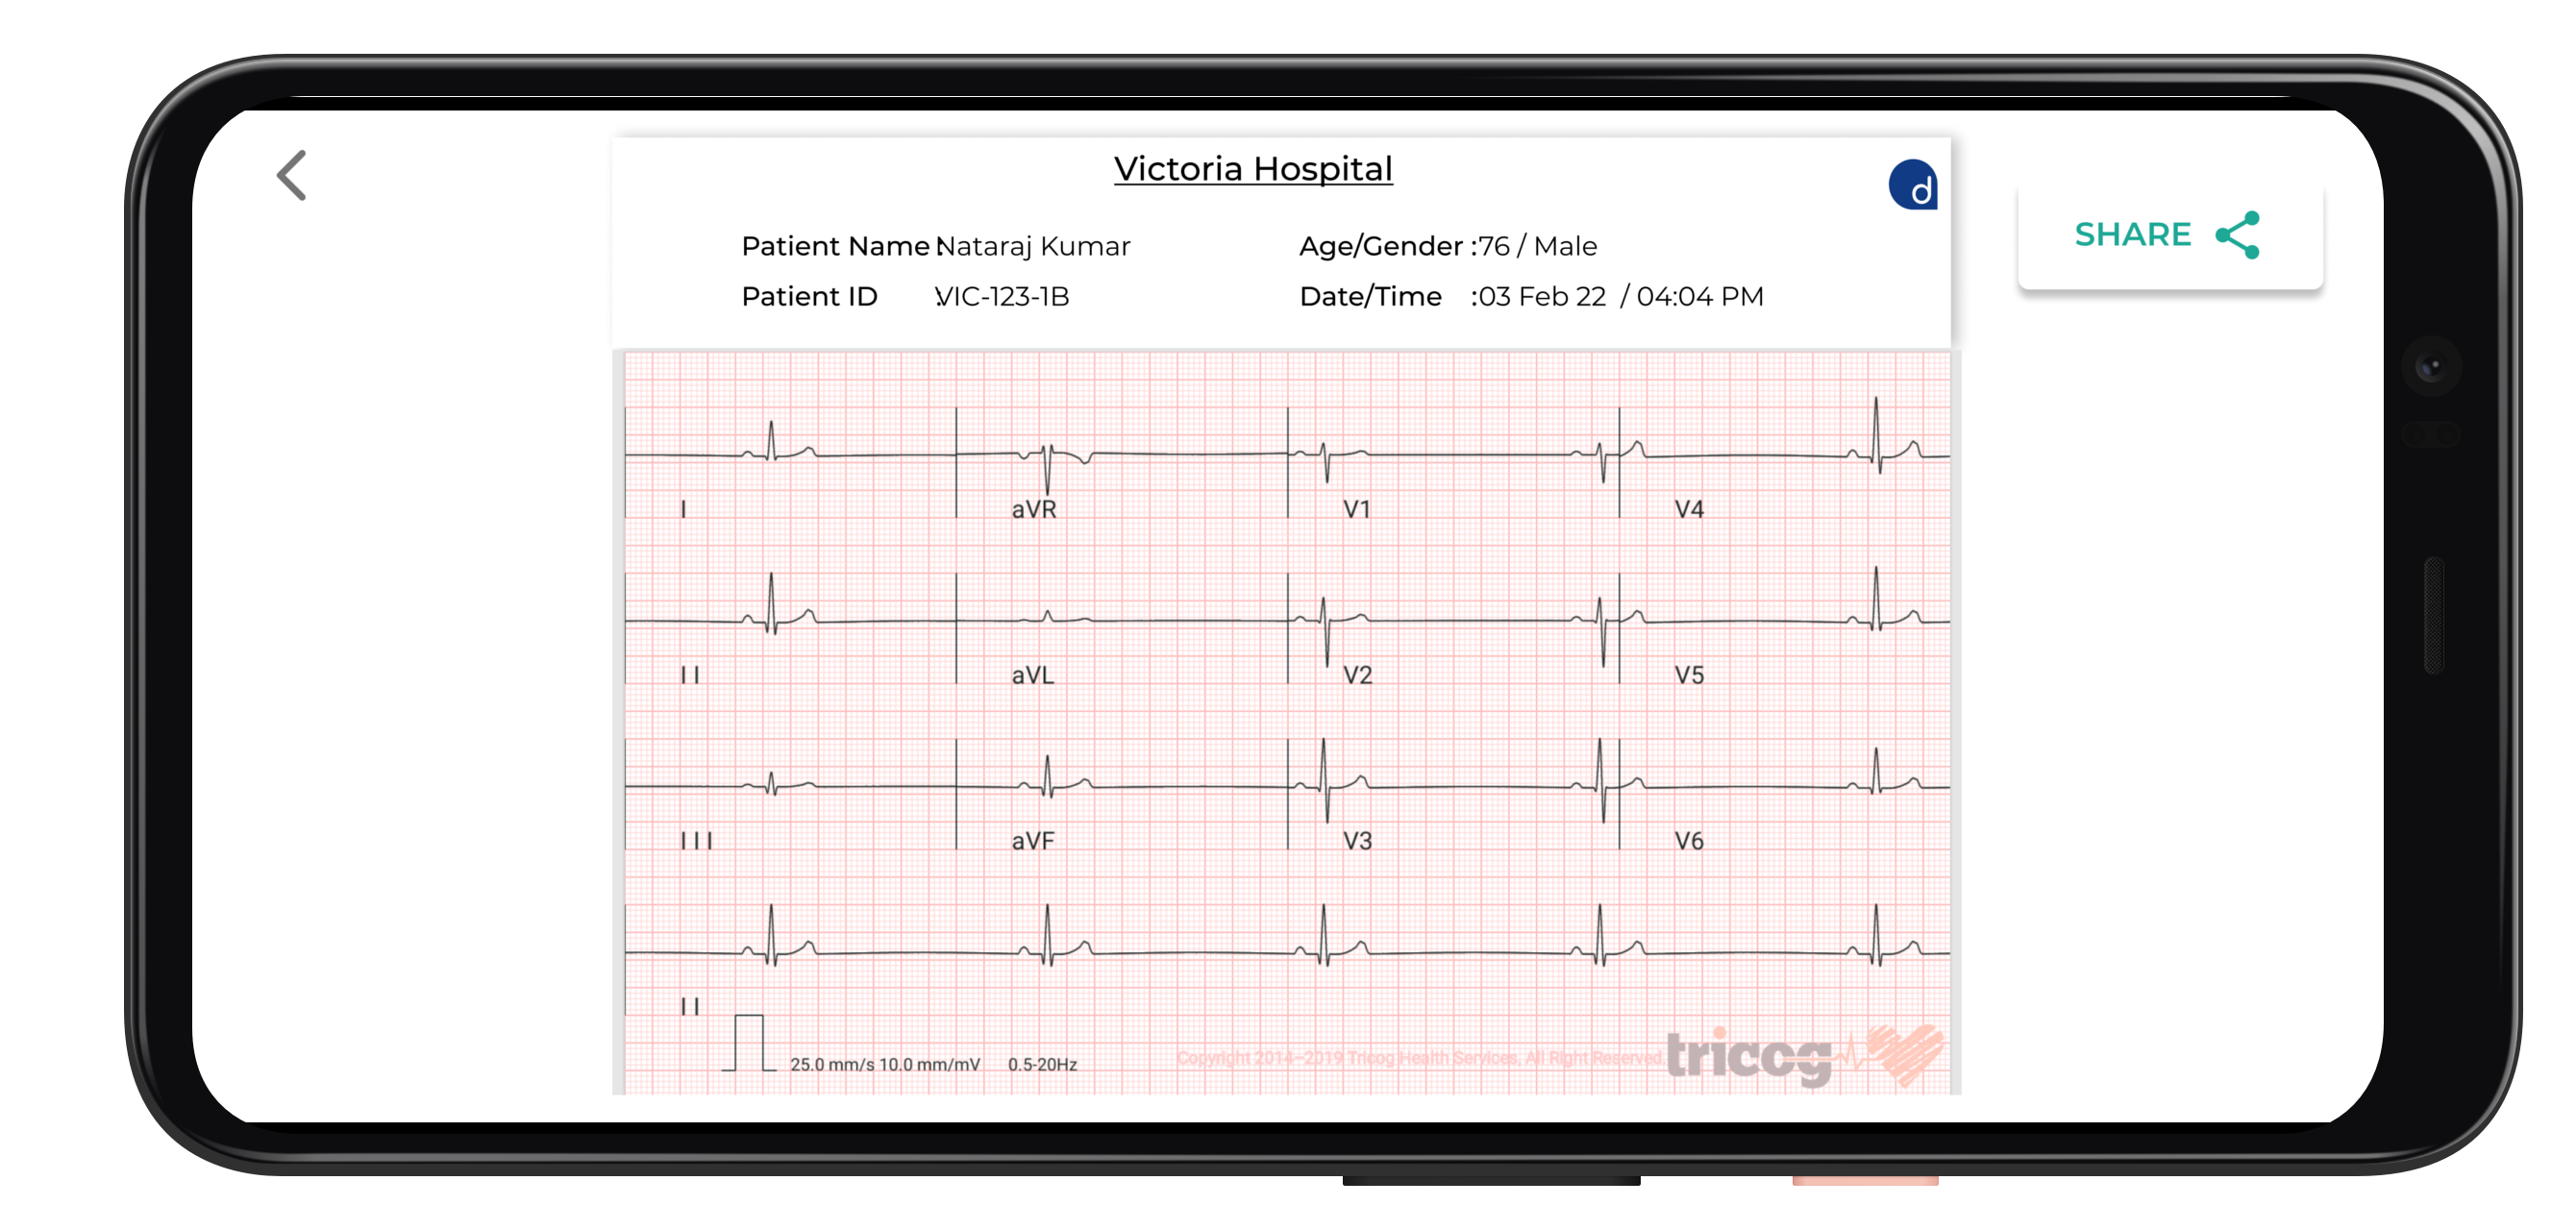 Victoria Hospital
d
Patient Name : Nataraj Kumar
Age/Gender :76 / Male
SHARE
Patient ID : VIC-123-1B
Date/Time :03 Feb 22 / 04:04 PM
I aVR V1 V4
II aVL V2 V5
III aVF V3 V6
II
25.0 mm/s 10.0 mm/mV 0.5-20Hz
Copyright 2014-2019 Tricog Health Services, All Right Reserved.
tricog